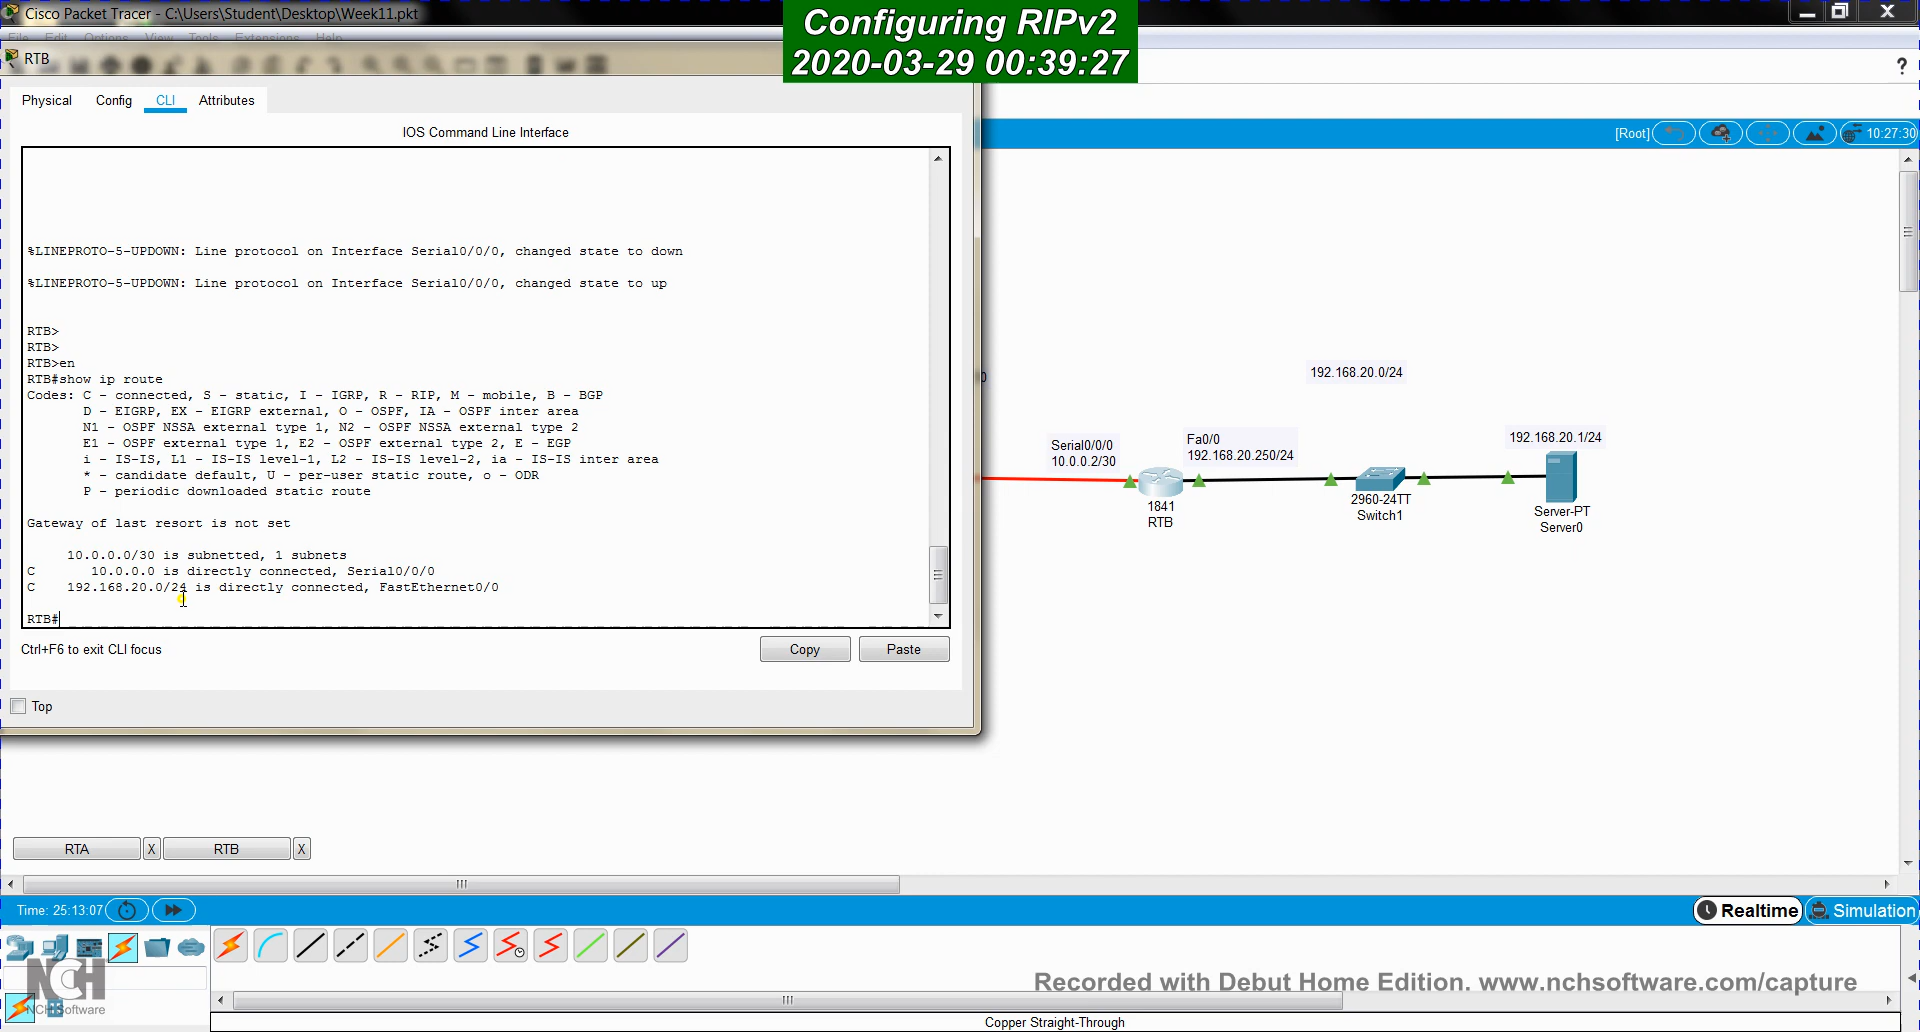 Cisco Packet Tracer - C:\Users\Student\Desktop\Week11.pkt
Configuring RIPv2
2020-03-29 00:39:27
File Edit Options View Tools Extensions Help
RTB
?
Physical Config CLI Attributes
IOS Command Line Interface
[Root]
10:27:30
%LINEPROTO-5-UPDOWN: Line protocol on Interface Serial0/0/0, changed state to down
%LINEPROTO-5-UPDOWN: Line protocol on Interface Serial0/0/0, changed state to up
RTB>
RTB>
RTB>en
RTB#show ip route
Codes: C - connected, S - static, I - IGRP, R - RIP, M - mobile, B - BGP
D - EIGRP, EX - EIGRP external, O - OSPF, IA - OSPF inter area
N1 - OSPF NSSA external type 1, N2 - OSPF NSSA external type 2
E1 - OSPF external type 1, E2 - OSPF external type 2, E - EGP
i - IS-IS, L1 - IS-IS level-1, L2 - IS-IS level-2, ia - IS-IS inter area
* - candidate default, U - per-user static route, o - ODR
P - periodic downloaded static route
Gateway of last resort is not set
10.0.0.0/30 is subnetted, 1 subnets
C 10.0.0.0 is directly connected, Serial0/0/0
C 192.168.20.0/24 is directly connected, FastEthernet0/0
RTB#
Ctrl+F6 to exit CLI focus
Copy
Paste
Top
192.168.20.0/24
Serial0/0/0
10.0.0.2/30
Fa0/0
192.168.20.250/24
192.168.20.1/24
1841
RTB
2960-24TT
Switch1
Server-PT
Server0
RTA X RTB X
Time: 25:13:07
Realtime
Simulation
NCH
NCH Software
Recorded with Debut Home Edition. www.nchsoftware.com/capture
Copper Straight-Through